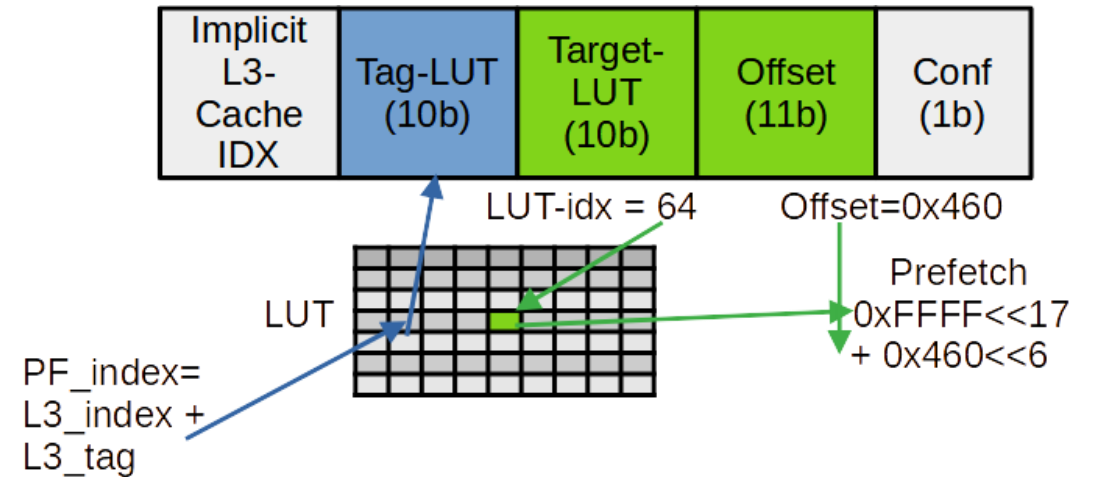 Implicit
L3-
Cache
IDX
Tag-LUT
(10b)
Target-
LUT
(10b)
Offset
(11b)
Conf
(1b)
LUT-idx = 64
Offset=0x460
LUT
Prefetch
0xFFFF<<17
+ 0x460<<6
PF_index=
L3_index +
L3_tag